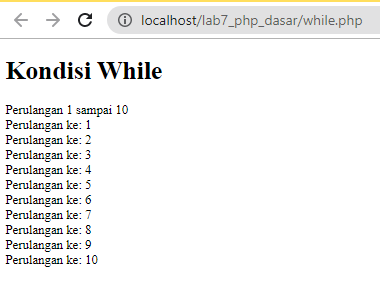 localhost/lab7_php_dasar/while.php
Kondisi While
Perulangan 1 sampai 10
Perulangan ke: 1
Perulangan ke: 2
Perulangan ke: 3
Perulangan ke: 4
Perulangan ke: 5
Perulangan ke: 6
Perulangan ke: 7
Perulangan ke: 8
Perulangan ke: 9
Perulangan ke: 10